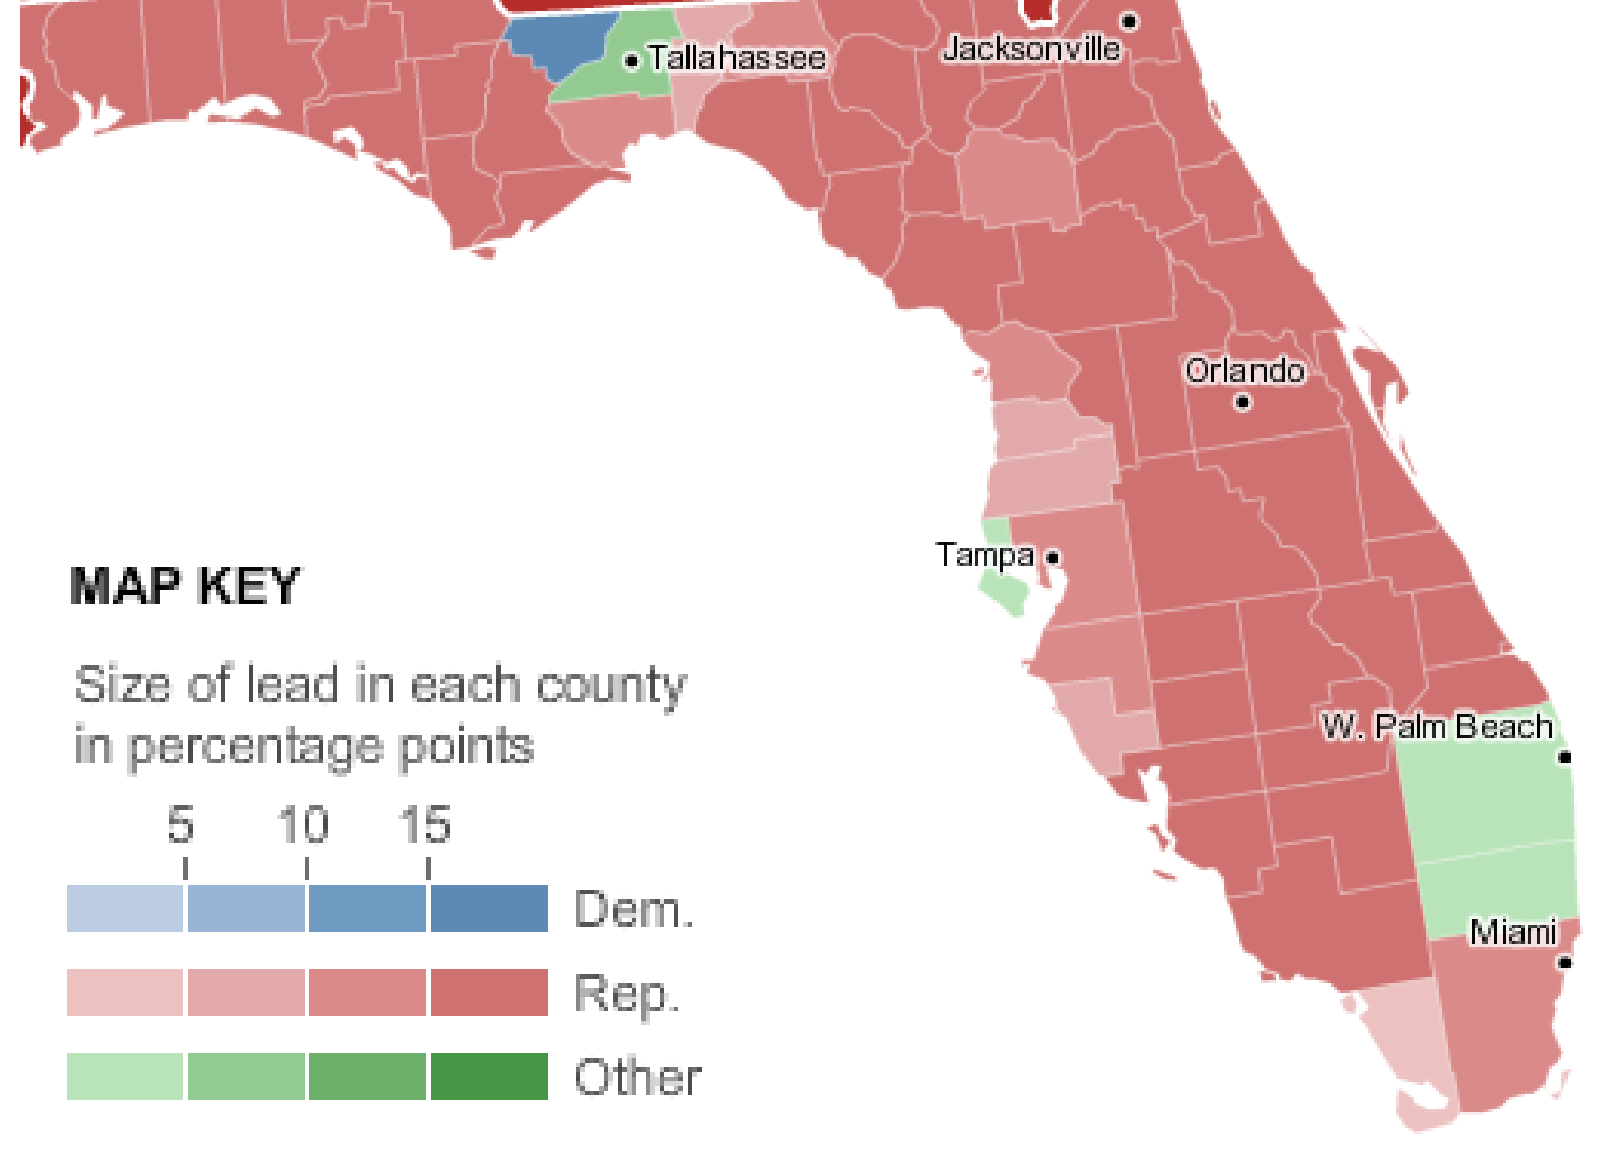 Tallahassee
Jacksonville
Orlando
Tampa
W. Palm Beach
Miami
MAP KEY
Size of lead in each county
in percentage points
5 10 15
Dem.
Rep.
Other